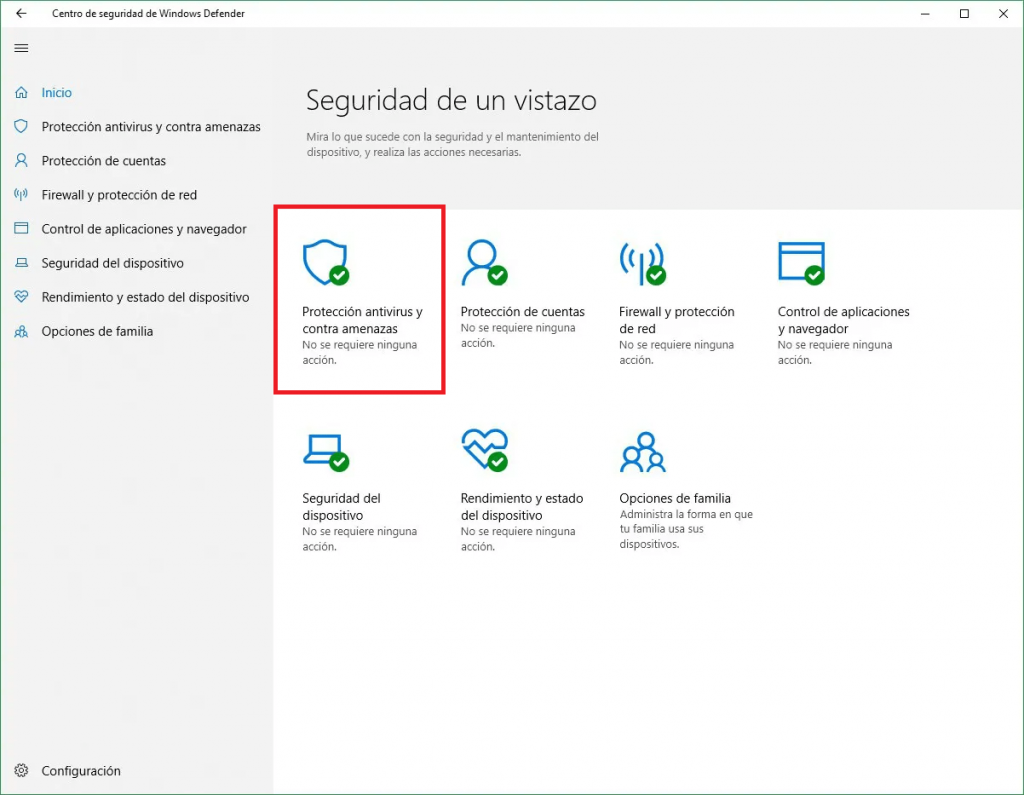 Centro de seguridad de Windows Defender
Inicio
Protección antivirus y contra amenazas
Protección de cuentas
Firewall y protección de red
Control de aplicaciones y navegador
Seguridad del dispositivo
Rendimiento y estado del dispositivo
Opciones de familia
Configuración
Seguridad de un vistazo
Mira lo que sucede con la seguridad y el mantenimiento del
dispositivo, y realiza las acciones necesarias.
Protección antivirus y
contra amenazas
No se requiere ninguna
acción.
Protección de cuentas
No se requiere ninguna
acción.
Firewall y protección
de red
No se requiere ninguna
acción.
Control de aplicaciones
y navegador
No se requiere ninguna
acción.
Seguridad del
dispositivo
No se requiere ninguna
acción.
Rendimiento y estado
del dispositivo
No se requiere ninguna
acción.
Opciones de familia
Administra la forma en que
tu familia usa sus
dispositivos.